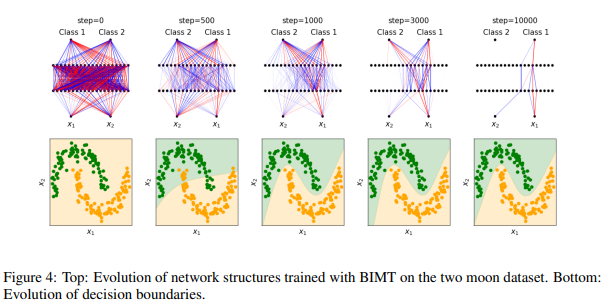 step=0 step=500 step=1000 step=3000 step=10000
Class 1 Class 2 Class 2 Class 1 Class 2 Class 1 Class 2 Class 1 Class 2 Class 1
x₁ x₂ x₂ x₁ x₂ x₁ x₂ x₁ x₂ x₁
x₂ x₂ x₂ x₂ x₂
x₁ x₁ x₁ x₁ x₁
Figure 4: Top: Evolution of network structures trained with BIMT on the two moon dataset. Bottom:
Evolution of decision boundaries.